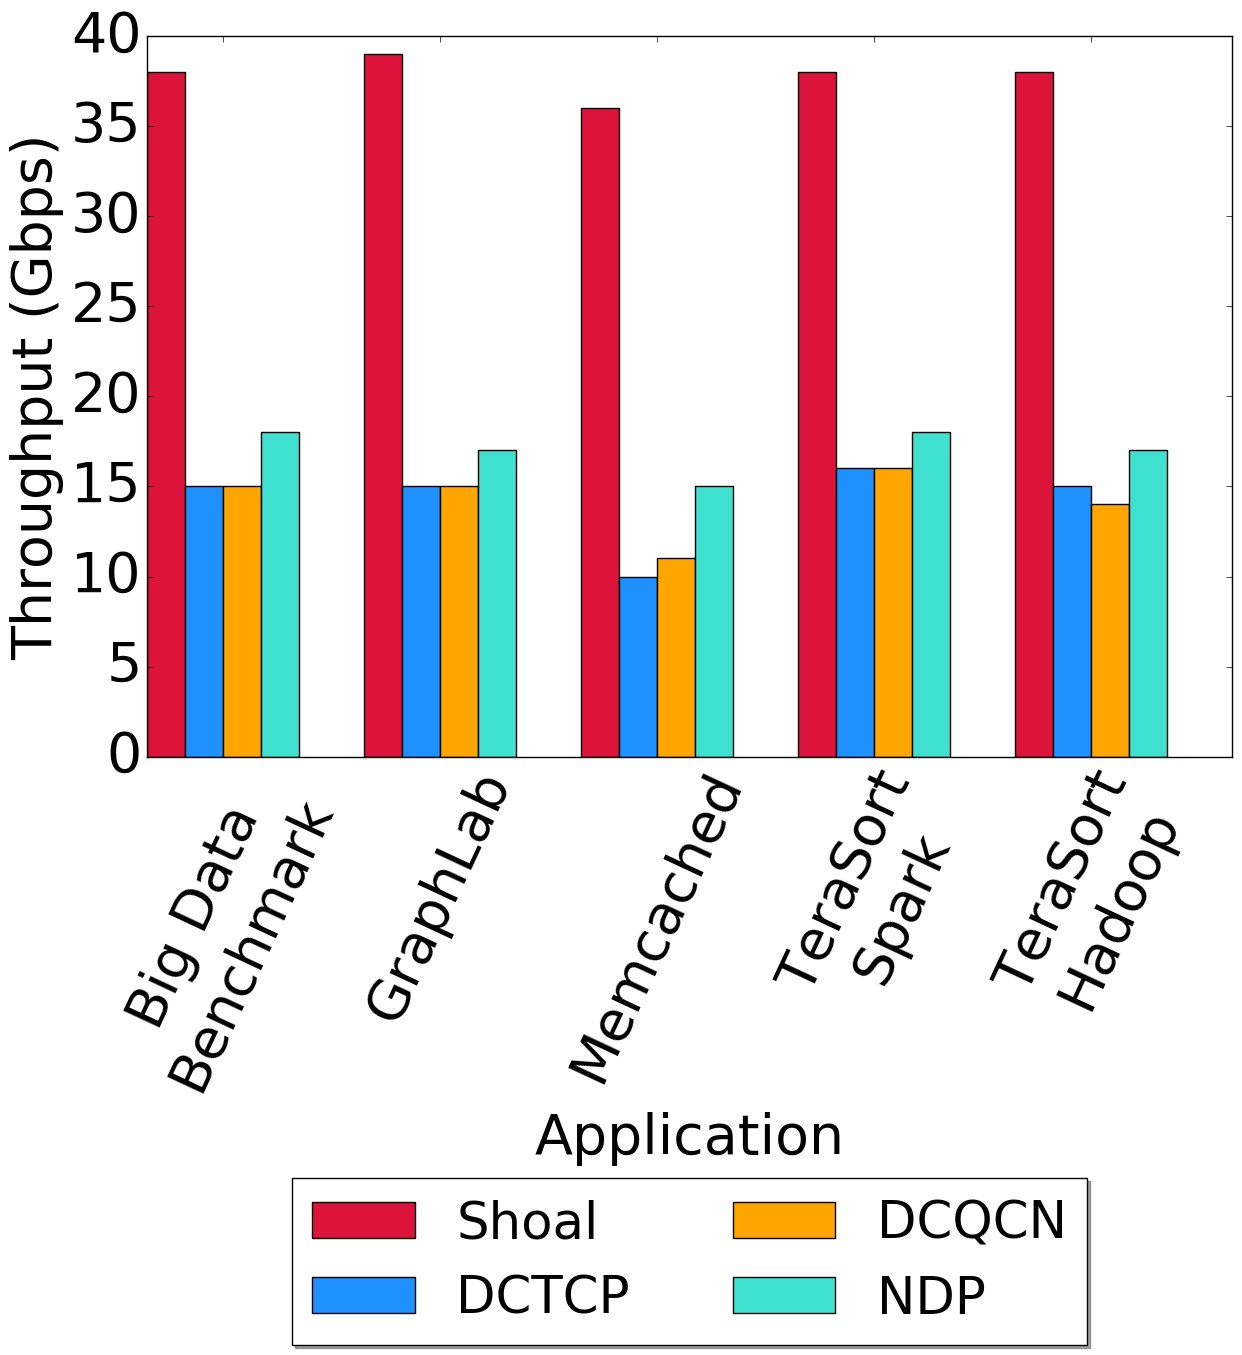 Throughput (Gbps)
40
35
30
25
20
15
10
5
0
Big Data
Benchmark
GraphLab
Memcached
TeraSort
Spark
TeraSort
Hadoop
Application
Shoal
DCTCP
DCQCN
NDP